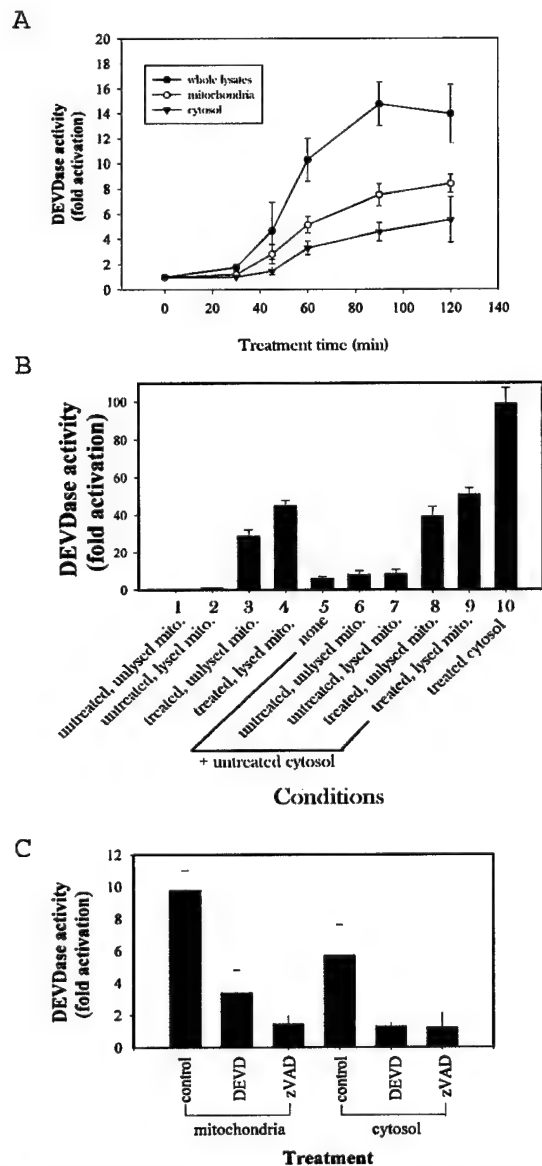 A
DEVDase activity
(fold activation)
20
18
16
14
12
10
8
6
4
2
0
whole lysates
mitochondria
cytosol
0 20 40 60 80 100 120 140
Treatment time (min)
B
DEVDase activity
(fold activation)
100
80
60
40
20
0
1 2 3 4 5 6 7 8 9 10
untreated, unlysed mito.
untreated, lysed mito.
treated, unlysed mito.
treated, lysed mito.
none
untreated, unlysed mito.
untreated, lysed mito.
treated, unlysed mito.
treated, lysed mito.
treated cytosol
+ untreated cytosol
Conditions
C
DEVDase activity
(fold activation)
12
10
8
6
4
2
0
control DEVD zVAD control DEVD zVAD
mitochondria cytosol
Treatment